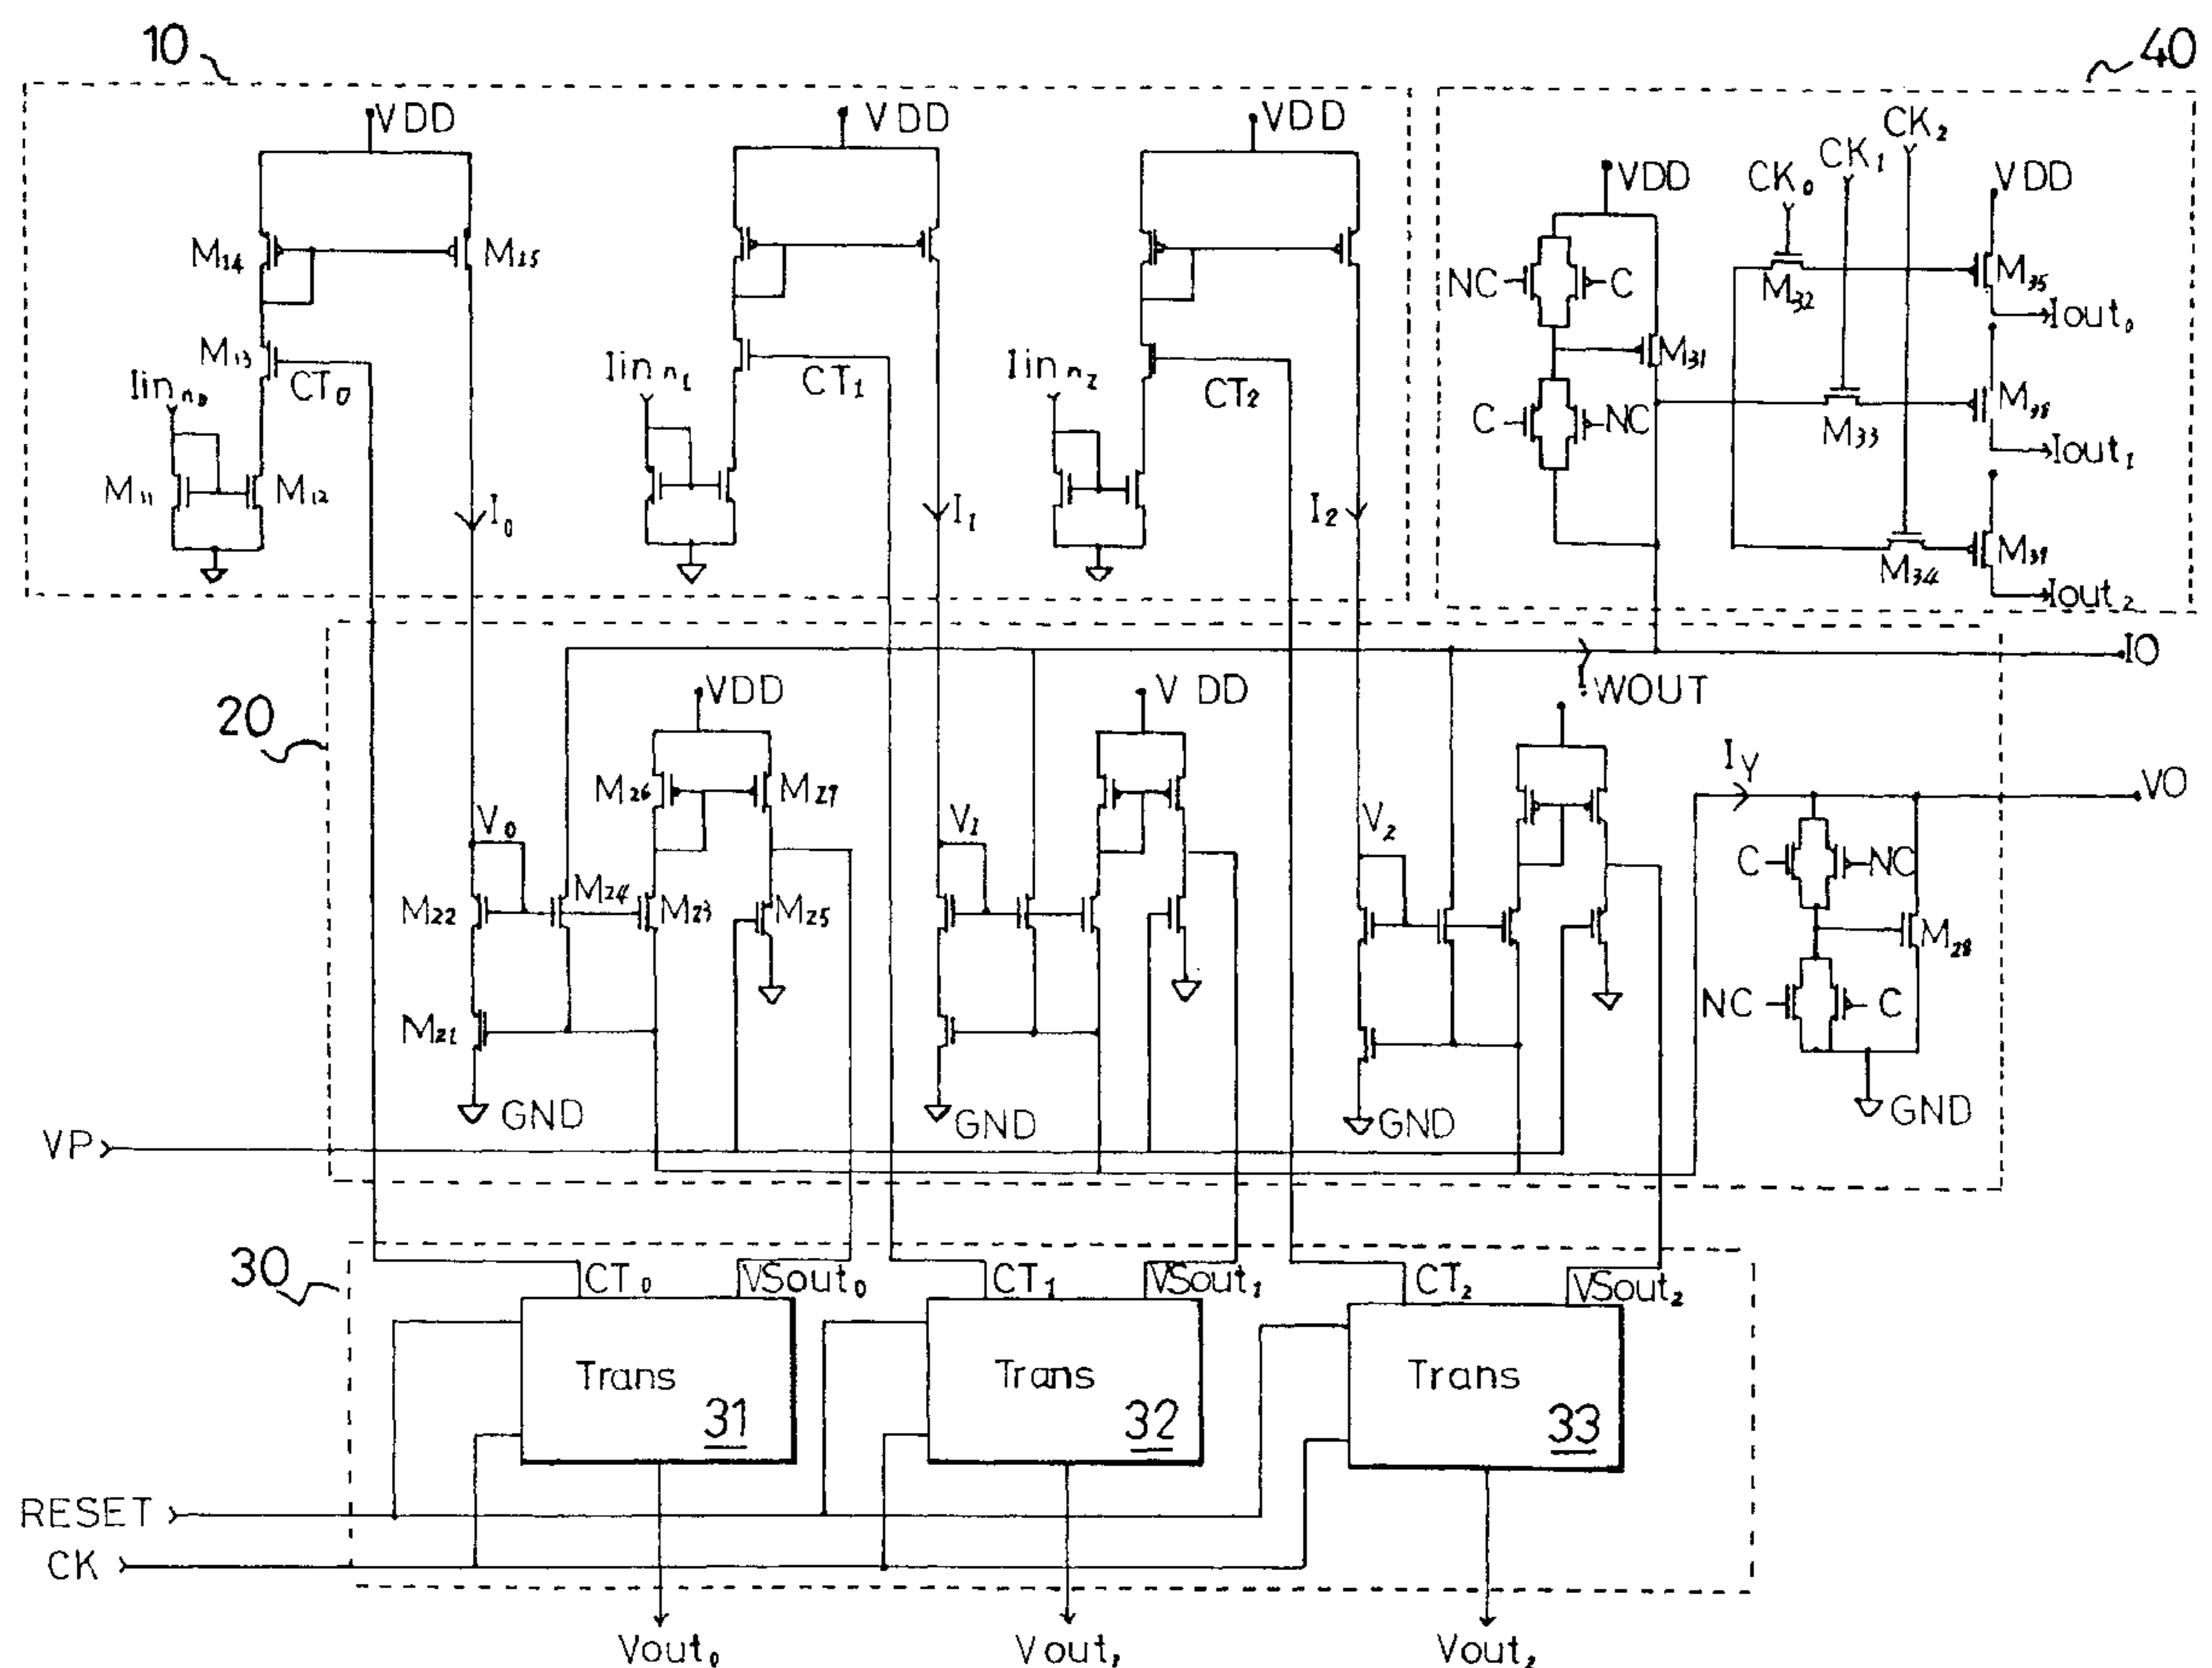 10
40
VDD
VDD
VDD
CK₂
CK₁
CK₀
VDD
VDD
M₁₄
M₁₅
NC
C
M₃₂
M₃₅
Iout₀
M₁₃
CT₀
Iin n₀
Iin n₁
CT₁
Iin n₂
CT₂
M₃₁
C
NC
M₃₃
Iout₁
M₁₁
M₁₂
I₀
I₁
I₂
M₃₄
Iout₂
IO
WOUT
20
VDD
V DD
M₂₆
V₀
V₁
V₂
I_Y
VO
M₂₂
M₂₄
M₂₃
M₂₅
C
NC
M₂₈
M₂₁
NC
C
GND
GND
GND
GND
VP
30
CT₀
VSout₀
CT₁
VSout₁
CT₂
VSout₂
Trans
31
Trans
32
Trans
33
RESET
CK
Vout₀
Vout₁
Vout₂